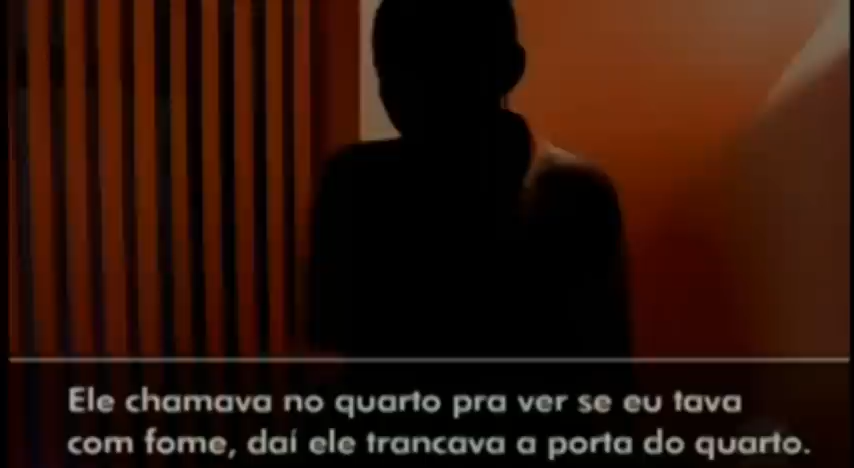 Ele chamava no quarto pra ver se eu tava
com fome, daí ele trancava a porta do quarto.